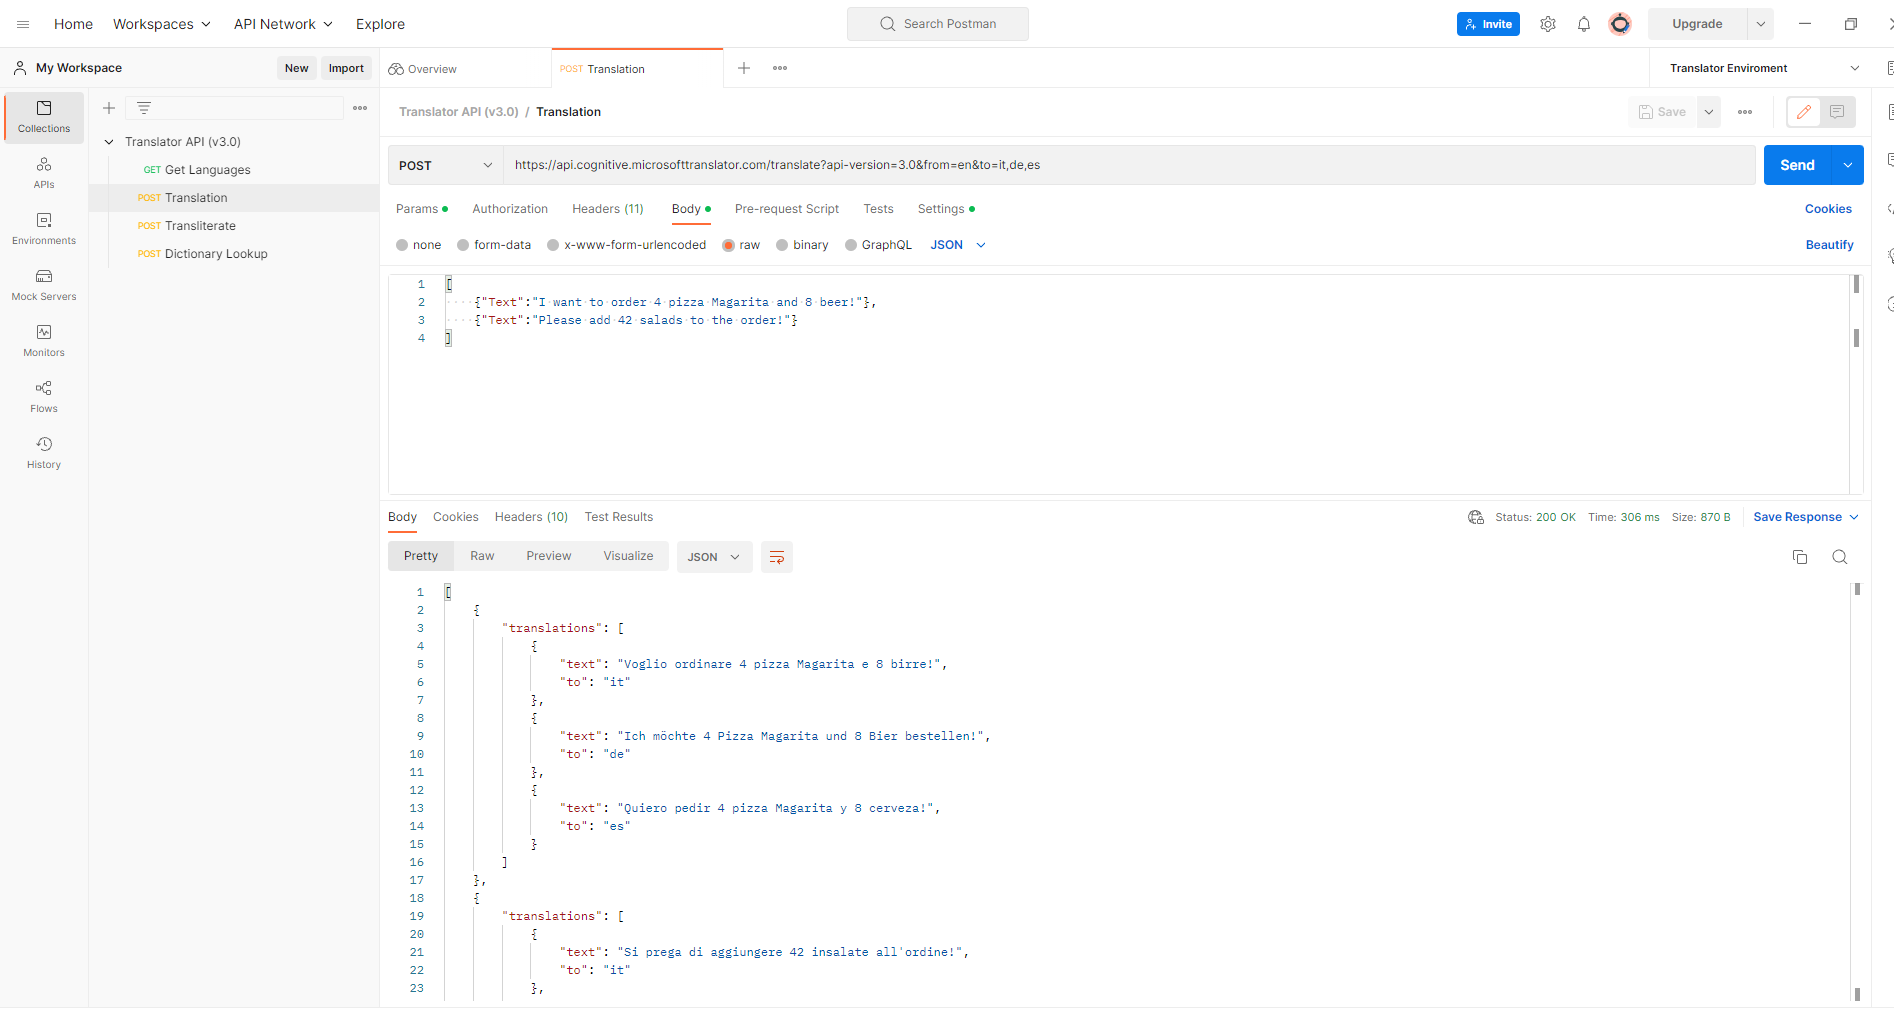 Home Workspaces API Network Explore Search Postman Invite Upgrade
My Workspace New Import Overview POST Translation Translator Enviroment
Collections
APIs
Environments
Mock Servers
Monitors
Flows
History
Translator API (v3.0)
GET Get Languages
POST Translation
POST Transliterate
POST Dictionary Lookup
Translator API (v3.0) / Translation Save
POST https://api.cognitive.microsofttranslator.com/translate?api-version=3.0&from=en&to=it,de,es Send
Params Authorization Headers (11) Body Pre-request Script Tests Settings Cookies
none form-data x-www-form-urlencoded raw binary GraphQL JSON Beautify
1 [
2 {"Text":"I want to order 4 pizza Magarita and 8 beer!"},
3 {"Text":"Please add 42 salads to the order!"}
4 ]
Body Cookies Headers (10) Test Results Status: 200 OK Time: 306 ms Size: 870 B Save Response
Pretty Raw Preview Visualize JSON
1 [
2 {
3 "translations": [
4 {
5 "text": "Voglio ordinare 4 pizza Magarita e 8 birre!",
6 "to": "it"
7 },
8 {
9 "text": "Ich möchte 4 Pizza Magarita und 8 Bier bestellen!",
10 "to": "de"
11 },
12 {
13 "text": "Quiero pedir 4 pizza Magarita y 8 cerveza!",
14 "to": "es"
15 }
16 ]
17 },
18 {
19 "translations": [
20 {
21 "text": "Si prega di aggiungere 42 insalate all'ordine!",
22 "to": "it"
23 },